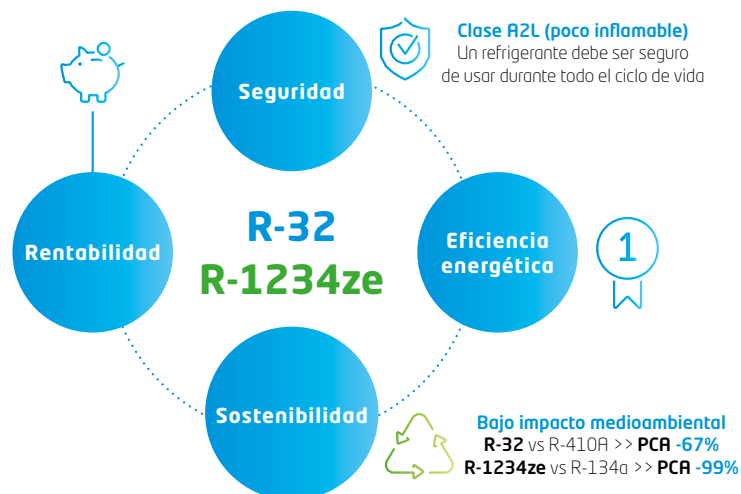 Clase A2L (poco inflamable)
Un refrigerante debe ser seguro
de usar durante todo el ciclo de vida
Seguridad
Rentabilidad
R-32
R-1234ze
Eficiencia
energética
1
Sostenibilidad
Bajo impacto medioambiental
R-32 vs R-410A >> PCA -67%
R-1234ze vs R-134a >> PCA -99%